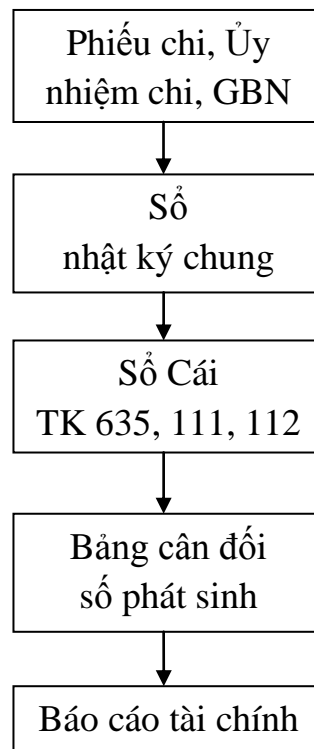 Phiếu chi, Ủy
nhiệm chi, GBN
Sổ
nhật ký chung
Sổ Cái
TK 635, 111, 112
Bảng cân đối
số phát sinh
Báo cáo tài chính